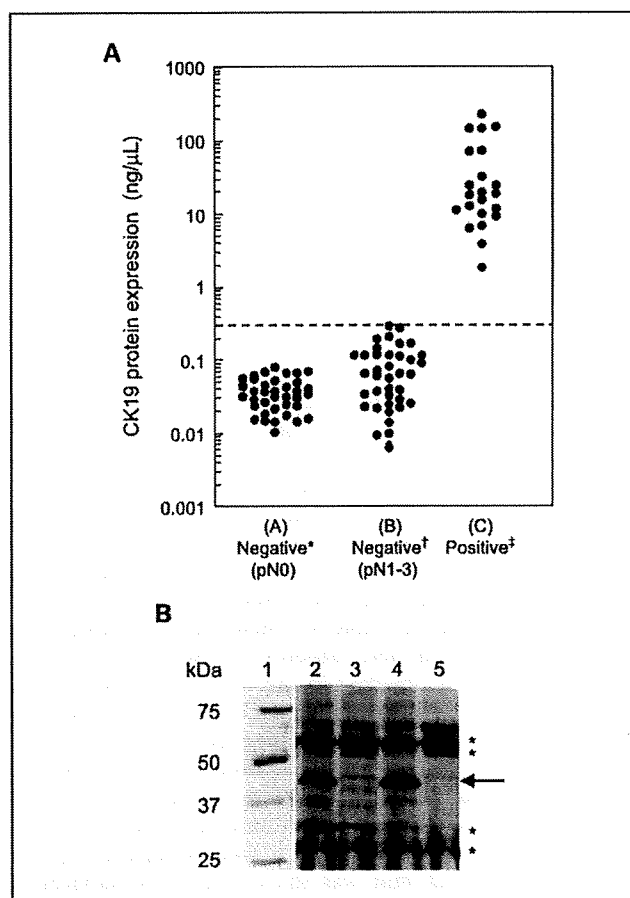 A
CK19 protein expression (ng/μL)
1000
100
10
1
0.1
0.01
0.001
(A) (B) (C)
Negative* Negative† Positive‡
(pN0) (pN1-3)
B
kDa 1 2 3 4 5
75
*
*
50
37
*
*
25